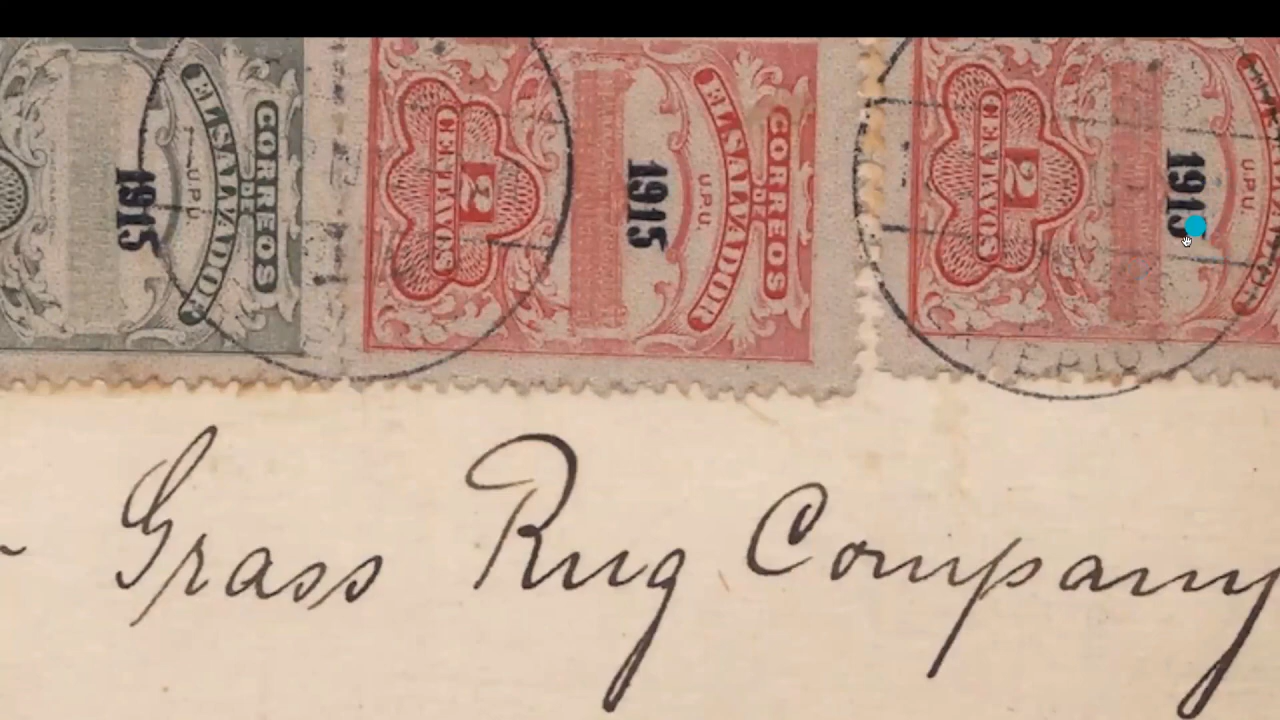 CORREOS
DE
EL SALVADOR
U.P.U.
1915
CORREOS
DE
EL SALVADOR
U.P.U.
1915
2
CENTAVOS
U.P.U.
1915
2
CENTAVOS
Grass Rug Company